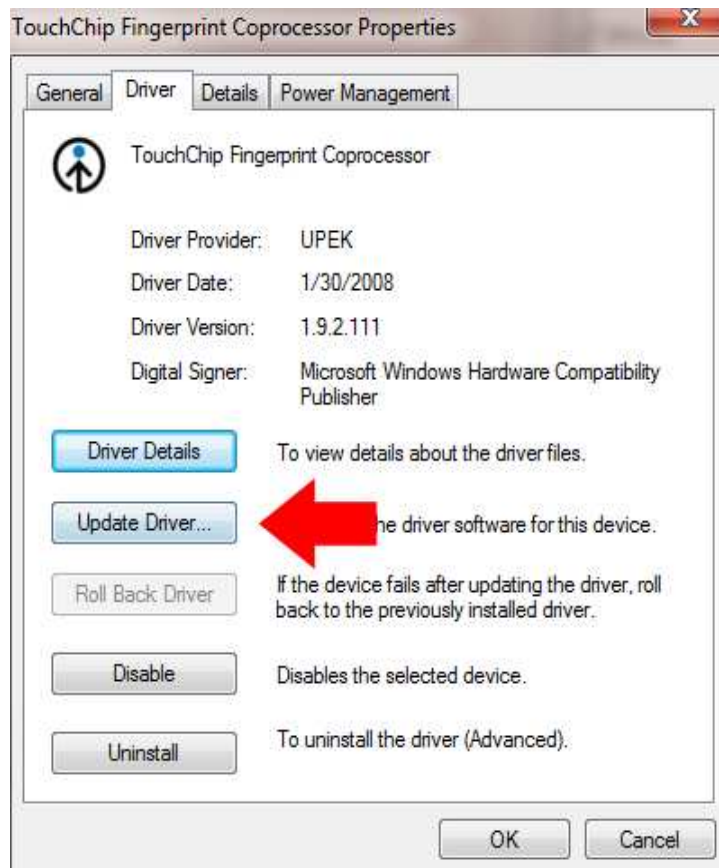 TouchChip Fingerprint Coprocessor Properties
General Driver Details Power Management
TouchChip Fingerprint Coprocessor
Driver Provider: UPEK
Driver Date: 1/30/2008
Driver Version: 1.9.2.111
Digital Signer: Microsoft Windows Hardware Compatibility
Publisher
Driver Details To view details about the driver files.
Update Driver... he driver software for this device.
Roll Back Driver If the device fails after updating the driver, roll
back to the previously installed driver.
Disable Disables the selected device.
Uninstall To uninstall the driver (Advanced).
OK Cancel